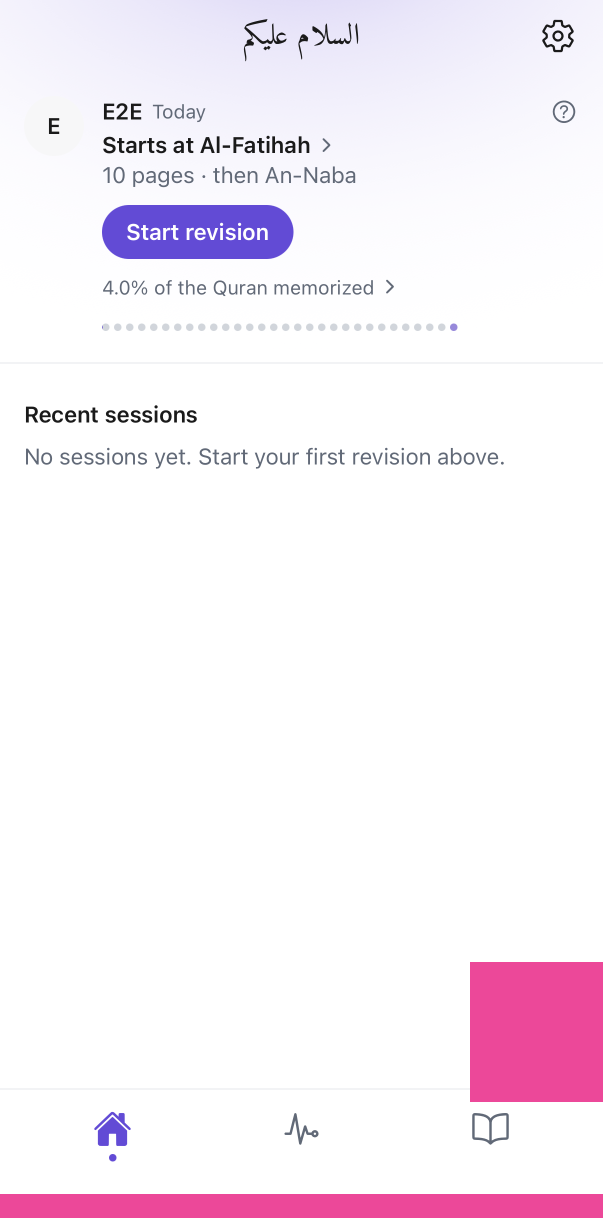 السلام عليكم
E
E2E Today
Starts at Al-Fatihah
10 pages · then An-Naba
Start revision
4.0% of the Quran memorized
Recent sessions
No sessions yet. Start your first revision above.